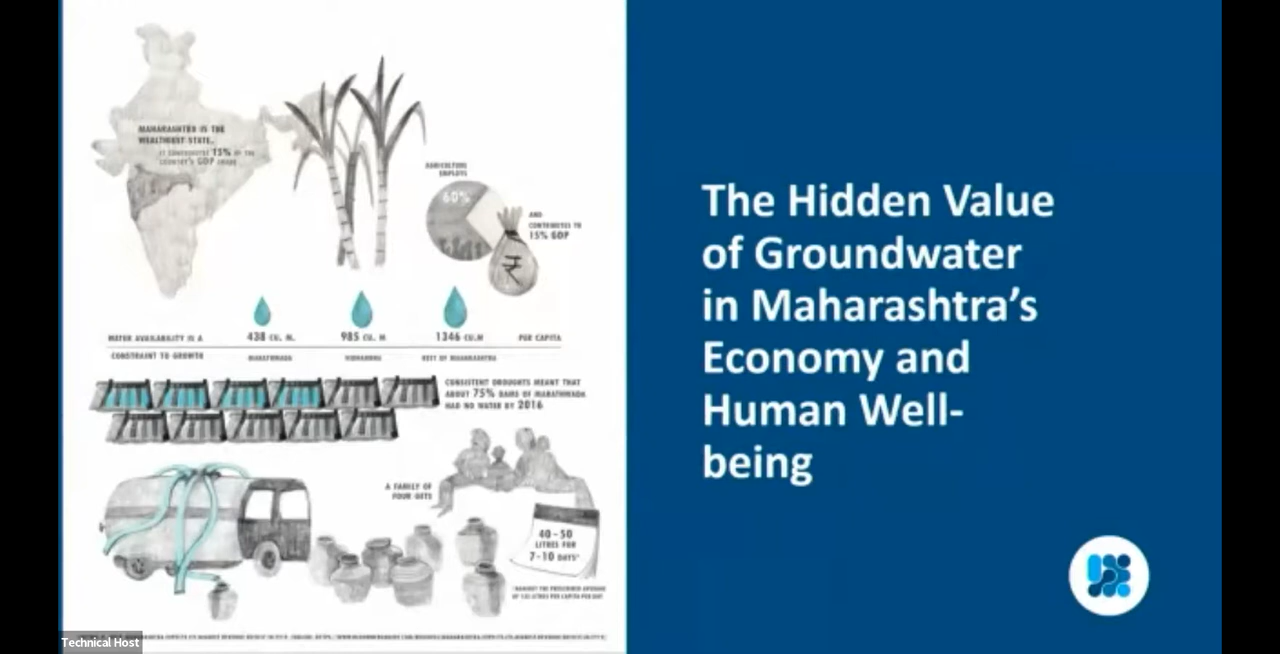 MAHARASHTRA IS THE
WEALTHIEST STATE.
IT CONTRIBUTES 15% OF THE
COUNTRY'S GDP
AGRICULTURE
EMPLOYS
60%
AND
CONTRIBUTES TO
15% GDP
WATER AVAILABILITY IS A
438 CU. M.
985 CU. M
1346 CU.M
PER CAPITA
CONSTRAINT TO GROWTH
MARATHWADA
VIDHARBHA
REST OF MAHARASHTRA
CONSISTENT DROUGHTS MEANT THAT
ABOUT 75% DAMS OF MARATHWADA
HAD NO WATER BY 2016
A FAMILY OF
FOUR GETS
40-50
LITRES FOR
7-10 DAYS*
The Hidden Value
of Groundwater
in Maharashtra's
Economy and
Human Well-
being
Technical Host